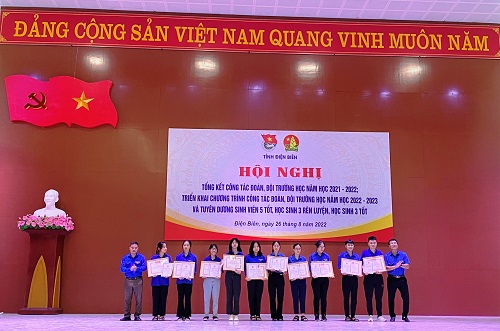 ĐẢNG CỘNG SẢN VIỆT NAM QUANG VINH MUÔN NĂM
TỈNH ĐIỆN BIÊN
HỘI NGHỊ
TỔNG KẾT CÔNG TÁC ĐOÀN, ĐỘI TRƯỜNG HỌC NĂM HỌC 2021 - 2022;
TRIỂN KHAI CHƯƠNG TRÌNH CÔNG TÁC ĐOÀN, ĐỘI TRƯỜNG HỌC NĂM HỌC 2022 - 2023
VÀ TUYÊN DƯƠNG SINH VIÊN 5 TỐT, HỌC SINH 3 RÈN LUYỆN, HỌC SINH 3 TỐT
Điện Biên, ngày 26 tháng 8 năm 2022